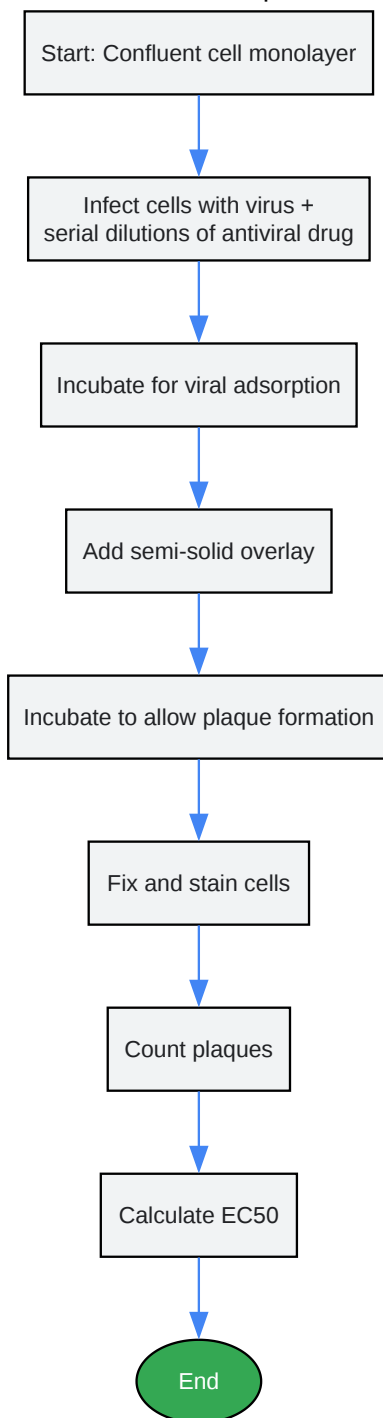 Start: Confluent cell monolayer
Infect cells with virus +
serial dilutions of antiviral drug
Incubate for viral adsorption
Add semi-solid overlay
Incubate to allow plaque formation
Fix and stain cells
Count plaques
Calculate EC50
End